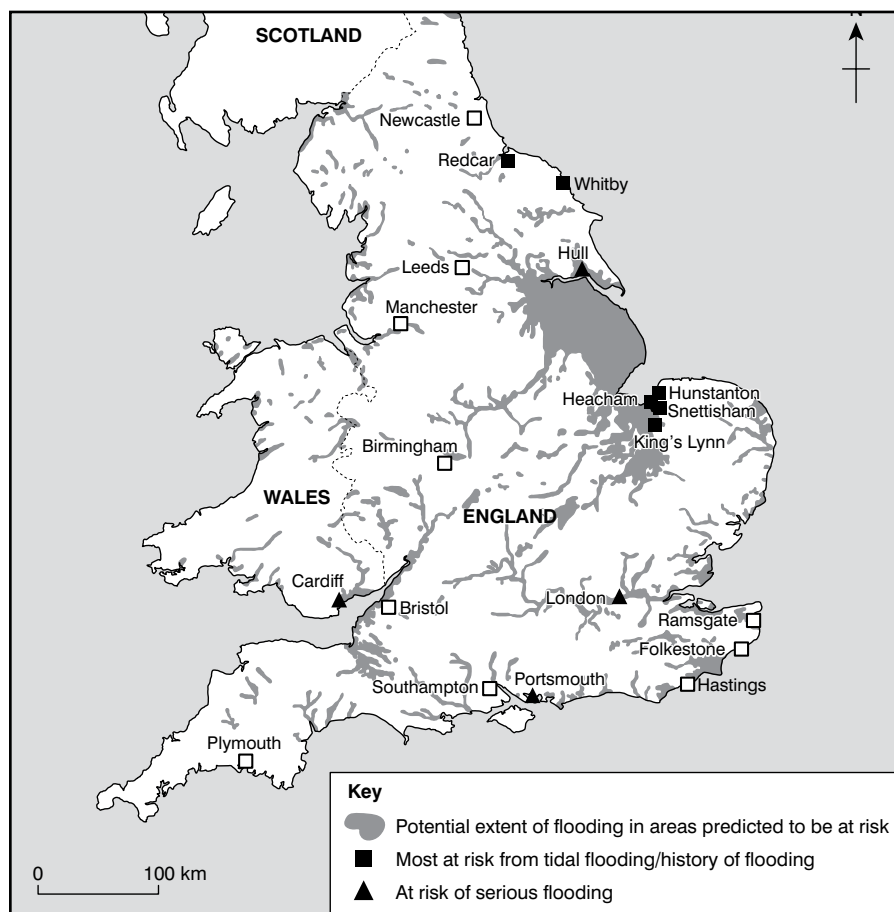 SCOTLAND
N
Newcastle
Redcar
Whitby
Hull
Leeds
Manchester
Heacham
Hunstanton
Snettisham
King's Lynn
Birmingham
WALES
ENGLAND
Cardiff
Bristol
London
Ramsgate
Folkestone
Southampton
Portsmouth
Hastings
Plymouth
Key
Potential extent of flooding in areas predicted to be at risk
Most at risk from tidal flooding/history of flooding
At risk of serious flooding
0 100 km